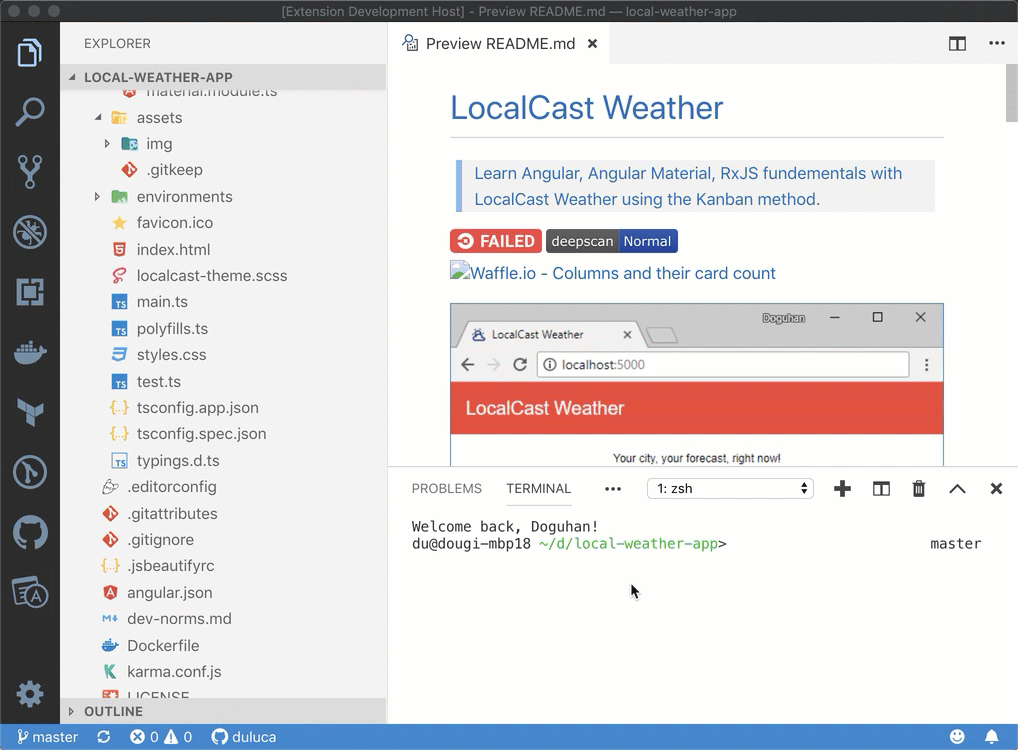 [Extension Development Host] - Preview README.md — local-weather-app
EXPLORER
LOCAL-WEATHER-APP
material.module.ts
assets
img
.gitkeep
environments
favicon.ico
index.html
localcast-theme.scss
main.ts
polyfills.ts
styles.css
test.ts
tsconfig.app.json
tsconfig.spec.json
typings.d.ts
.editorconfig
.gitattributes
.gitignore
.jsbeautifyrc
angular.json
dev-norms.md
Dockerfile
karma.conf.js
LICENSE
OUTLINE
Preview README.md
LocalCast Weather
Learn Angular, Angular Material, RxJS fundementals with
LocalCast Weather using the Kanban method.
FAILED deepscan Normal
Waffle.io - Columns and their card count
Doguhan
LocalCast Weather
localhost:5000
LocalCast Weather
Your city, your forecast, right now!
PROBLEMS TERMINAL 1: zsh
Welcome back, Doguhan!
du@dougi-mbp18 ~/d/local-weather-app> master
master 0 0 duluca